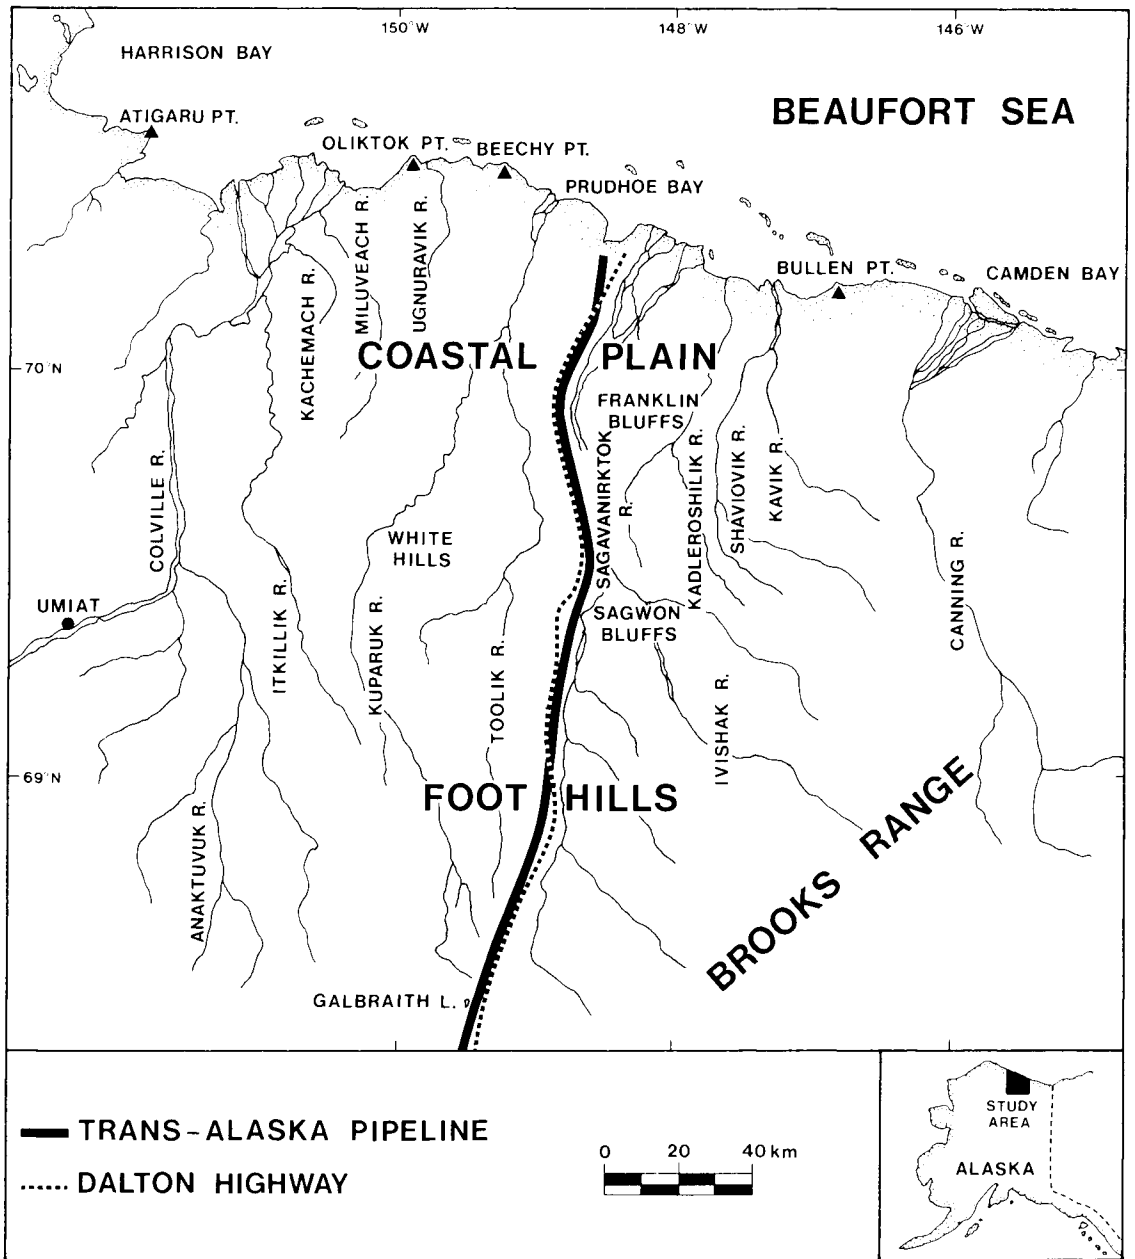 150°W
148°W
146°W
HARRISON BAY
BEAUFORT SEA
ATIGARU PT.
OLIKTOK PT.
BEECHY PT.
PRUDHOE BAY
BULLEN PT.
CAMDEN BAY
MILUVEACH R.
UGNURAVIK R.
KACHEMACH R.
70°N
COASTAL PLAIN
FRANKLIN
BLUFFS
COLVILLE R.
WHITE
HILLS
SAGAVANIRKTOK
R.
KADLEROSHILIK R.
SHAVIOVIK R.
KAVIK R.
CANNING R.
UMIAT
ITKILLIK R.
KUPARUK R.
TOOLIK R.
SAGWON
BLUFFS
IVISHAK R.
69°N
FOOT HILLS
ANAKTUVUK R.
BROOKS RANGE
GALBRAITH L.
TRANS-ALASKA PIPELINE
DALTON HIGHWAY
0 20 40 km
STUDY
AREA
ALASKA